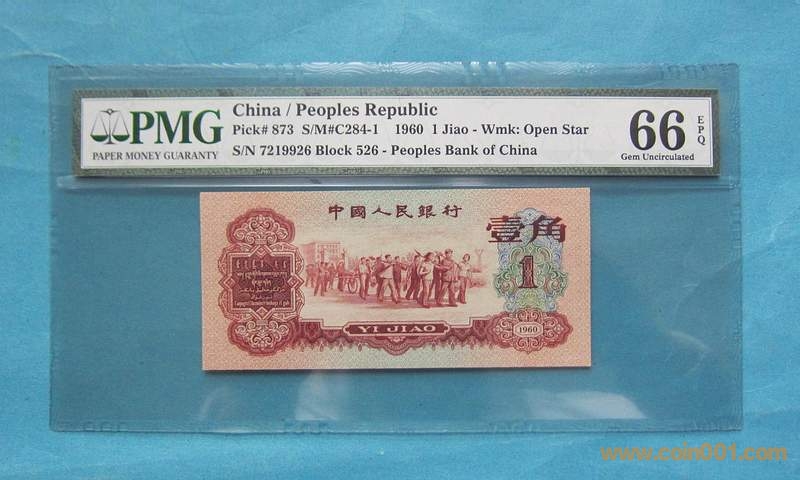 PMG
PAPER MONEY GUARANTY
China / Peoples Republic
Pick# 873 S/M#C284-1 1960 1 Jiao - Wmk: Open Star
S/N 7219926 Block 526 - Peoples Bank of China
66
EPQ
Gem Uncirculated
中國人民銀行
壹角
1
YI JIAO
1960
www.coin001.com